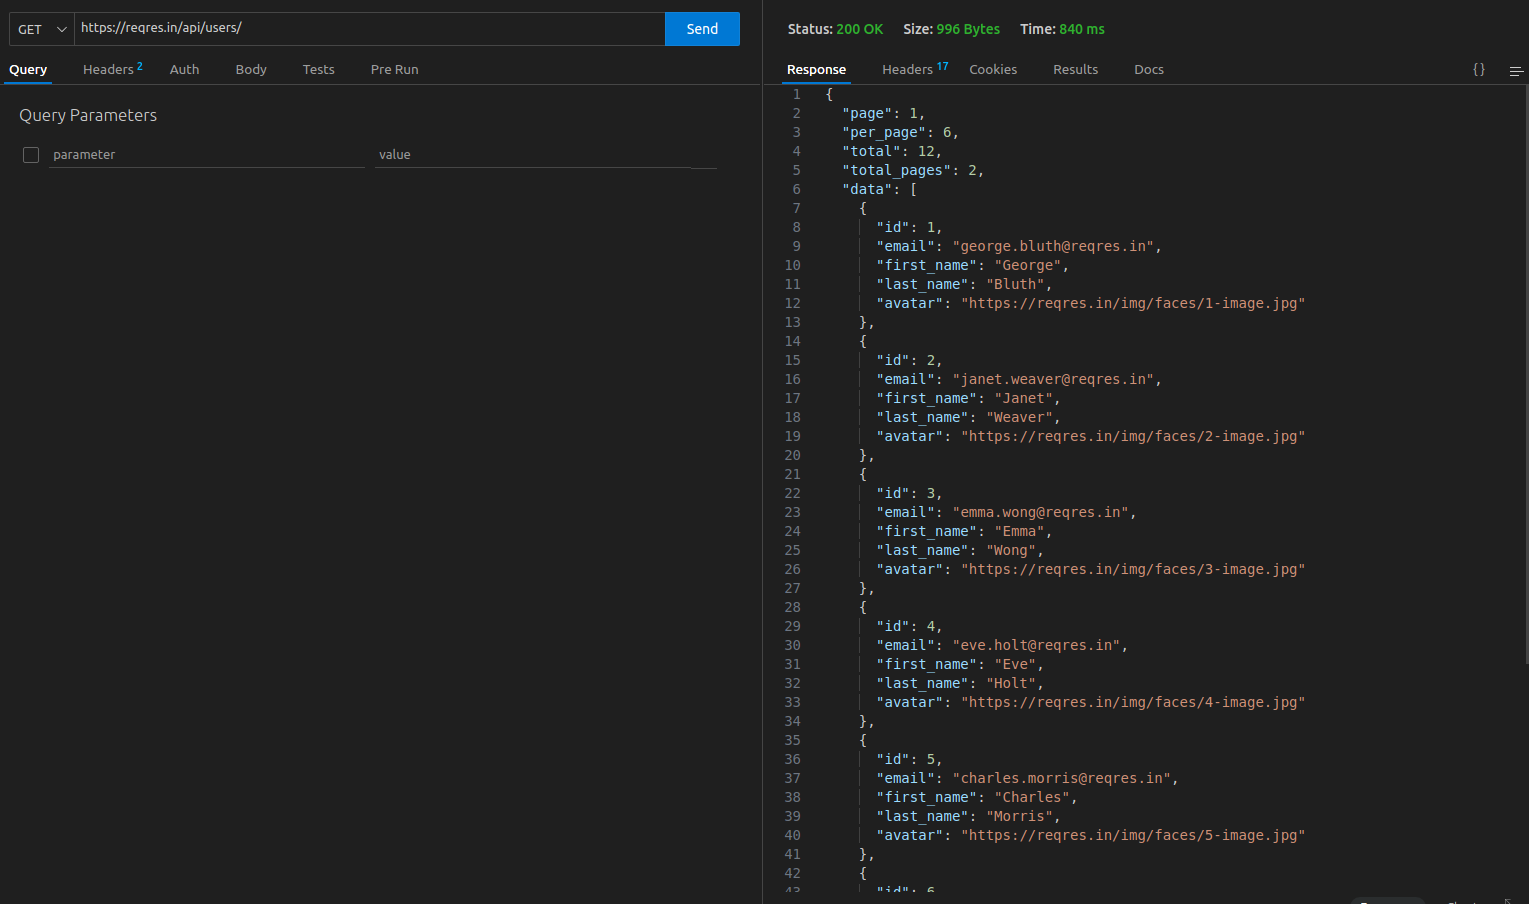 GET https://reqres.in/api/users/ Send
Query Headers 2 Auth Body Tests Pre Run
Query Parameters
parameter value
Status: 200 OK Size: 996 Bytes Time: 840 ms
Response Headers 17 Cookies Results Docs {}
1 {
2 "page": 1,
3 "per_page": 6,
4 "total": 12,
5 "total_pages": 2,
6 "data": [
7 {
8 "id": 1,
9 "email": "george.bluth@reqres.in",
10 "first_name": "George",
11 "last_name": "Bluth",
12 "avatar": "https://reqres.in/img/faces/1-image.jpg"
13 },
14 {
15 "id": 2,
16 "email": "janet.weaver@reqres.in",
17 "first_name": "Janet",
18 "last_name": "Weaver",
19 "avatar": "https://reqres.in/img/faces/2-image.jpg"
20 },
21 {
22 "id": 3,
23 "email": "emma.wong@reqres.in",
24 "first_name": "Emma",
25 "last_name": "Wong",
26 "avatar": "https://reqres.in/img/faces/3-image.jpg"
27 },
28 {
29 "id": 4,
30 "email": "eve.holt@reqres.in",
31 "first_name": "Eve",
32 "last_name": "Holt",
33 "avatar": "https://reqres.in/img/faces/4-image.jpg"
34 },
35 {
36 "id": 5,
37 "email": "charles.morris@reqres.in",
38 "first_name": "Charles",
39 "last_name": "Morris",
40 "avatar": "https://reqres.in/img/faces/5-image.jpg"
41 },
42 {
43 "id": 6